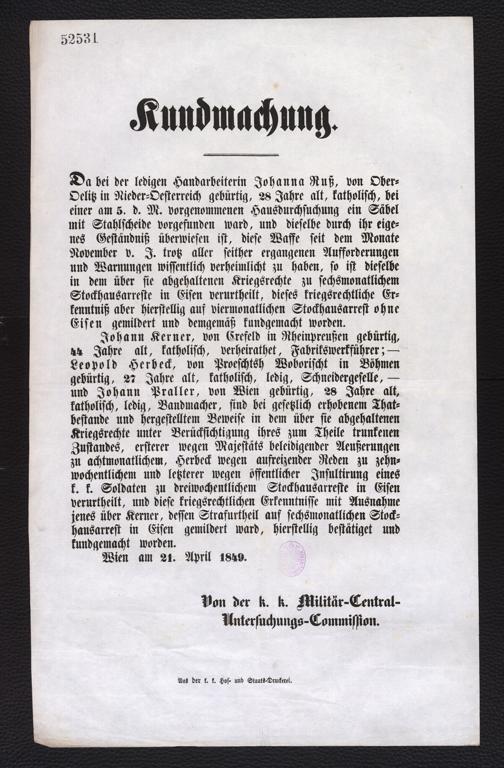 52531
Kundmachung.
Da bei der ledigen Handarbeiterin Johanna Ruß, von Ober-
Oelitz in Nieder-Oesterreich gebürtig, 28 Jahre alt, katholisch, bei
einer am 5. d. M. vorgenommenen Hausdurchsuchung ein Säbel
mit Stahlscheide vorgefunden ward, und dieselbe durch ihr eige-
nes Geständniß überwiesen ist, diese Waffe seit dem Monate
November v. J. trotz aller seither ergangenen Aufforderungen
und Warnungen wissentlich verheimlicht zu haben, so ist dieselbe
in dem über sie abgehaltenen Kriegsrechte zu sechsmonatlichem
Stockhausarreste in Eisen verurtheilt, dieses kriegsrechtliche Er-
kenntniß aber hierstellig auf viermonatlichen Stockhausarrest ohne
Eisen gemildert und demgemäß kundgemacht worden.
Johann Kerner, von Crefeld in Rheinpreußen gebürtig,
44 Jahre alt, katholisch, verheirathet, Fabrikswerkführer; —
Leopold Herbeck, von Proeschtsh Woborischt in Böhmen
gebürtig, 27 Jahre alt, katholisch, ledig, Schneidergeselle, —
und Johann Praller, von Wien gebürtig, 28 Jahre alt,
katholisch, ledig, Bandmacher, sind bei gesetzlich erhobenem That-
bestande und hergestelltem Beweise in dem über sie abgehaltenen
Kriegsrechte unter Berücksichtigung ihres zum Theile trunkenen
Zustandes, ersterer wegen Majestäts beleidigender Aeußerungen
zu achtmonatlichem, Herbeck wegen aufreizender Reden zu zehn-
wochentlichem und letzterer wegen öffentlicher Insultirung eines
k. k. Soldaten zu dreiwochentlichem Stockhausarreste in Eisen
verurtheilt, und diese kriegsrechtlichen Erkenntnisse mit Ausnahme
jenes über Kerner, dessen Strafurtheil auf sechsmonatlichen Stock-
hausarrest in Eisen gemildert ward, hierstellig bestätiget und
kundgemacht worden.
Wien am 21. April 1849.
Von der k. k. Militär-Central-
Untersuchungs-Commission.
Aus der k. k. Hof- und Staats-Druckerei.